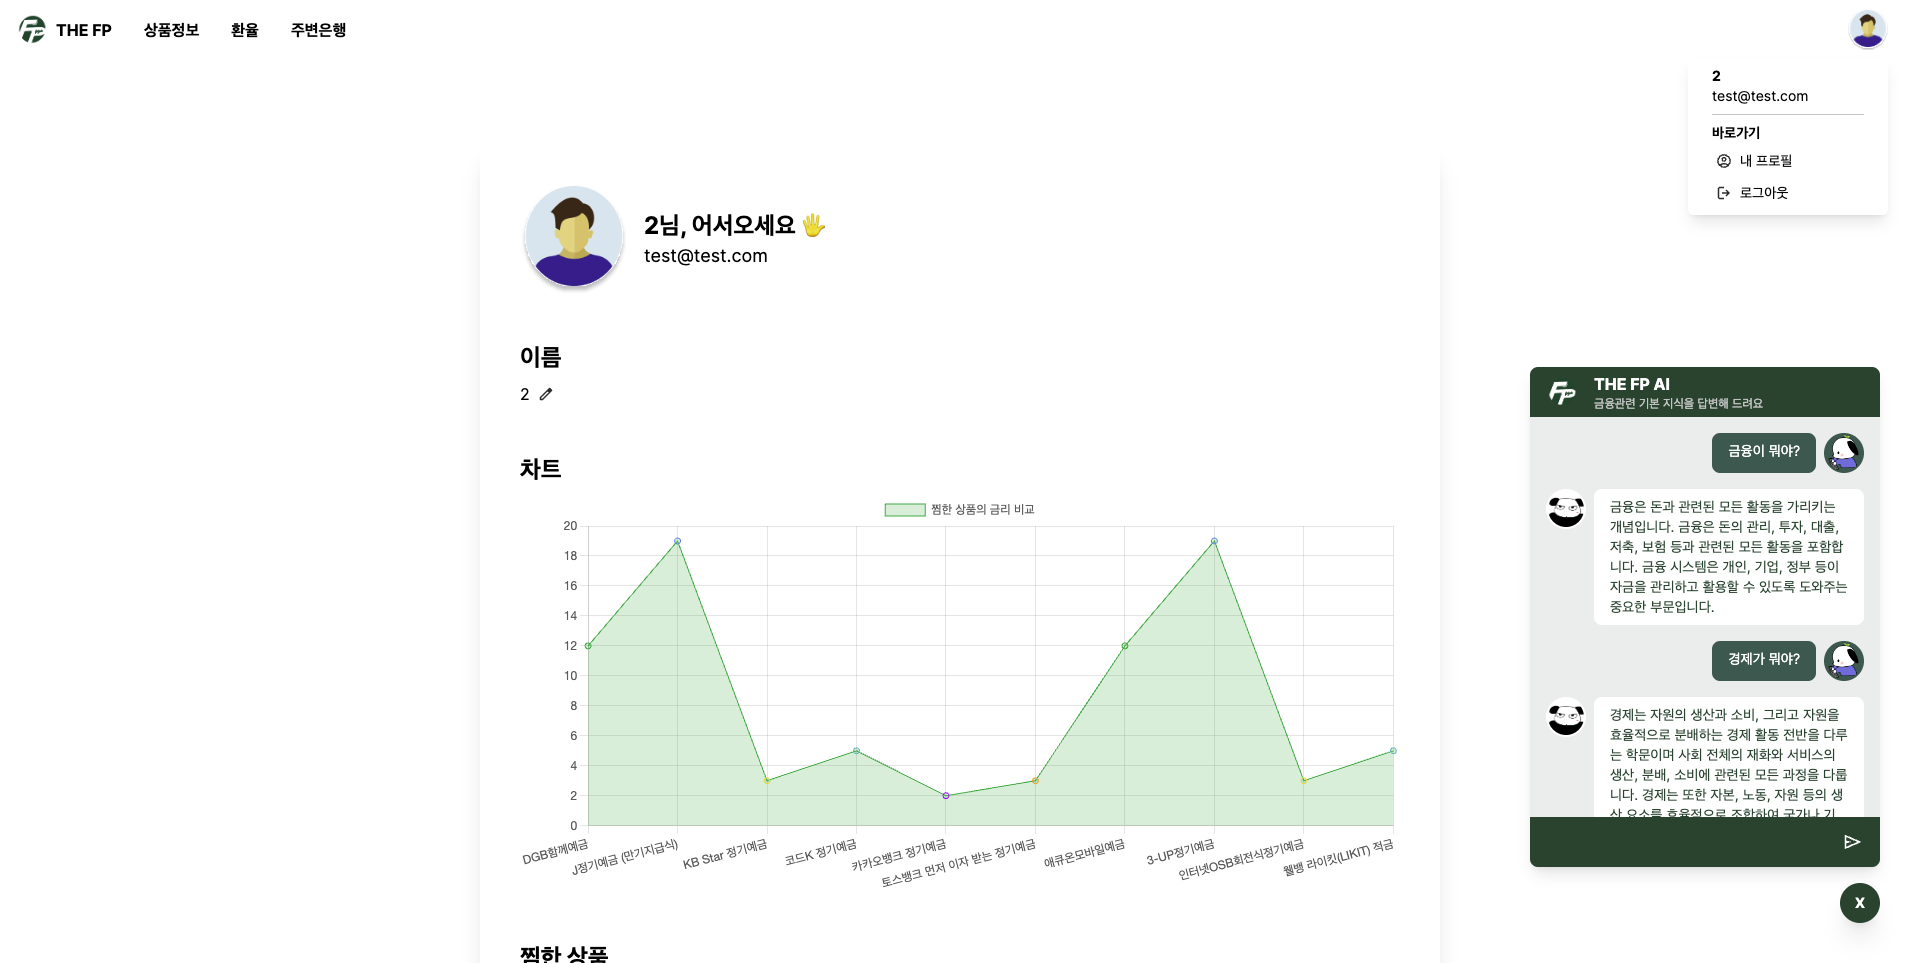 THE FP
상품정보
환율
주변은행
2
test@test.com
바로가기
내 프로필
로그아웃
2님, 어서오세요 🖐
test@test.com
이름
2
차트
찜한 상품의 금리 비교
20
18
16
14
12
10
8
6
4
2
0
DGB함께예금
J정기예금 (만기지급식)
KB Star 정기예금
코드K 정기예금
카카오뱅크 정기예금
토스뱅크 먼저 이자 받는 정기예금
애큐온모바일예금
3-UP정기예금
인터넷OSB회전식정기예금
웰뱅 라이킷(LIKIT) 적금
찜한 상품
THE FP AI
금융관련 기본 지식을 답변해 드려요
금융이 뭐야?
금융은 돈과 관련된 모든 활동을 가리키는
개념입니다. 금융은 돈의 관리, 투자, 대출,
저축, 보험 등과 관련된 모든 활동을 포함합
니다. 금융 시스템은 개인, 기업, 정부 등이
자금을 관리하고 활용할 수 있도록 도와주는
중요한 부문입니다.
경제가 뭐야?
경제는 자원의 생산과 소비, 그리고 자원을
효율적으로 분배하는 경제 활동 전반을 다루
는 학문이며 사회 전체의 재화와 서비스의
생산, 분배, 소비에 관련된 모든 과정을 다룹
니다. 경제는 또한 자본, 노동, 자원 등의 생
산 요소를 효율적으로 조합하여 국가나 기
X